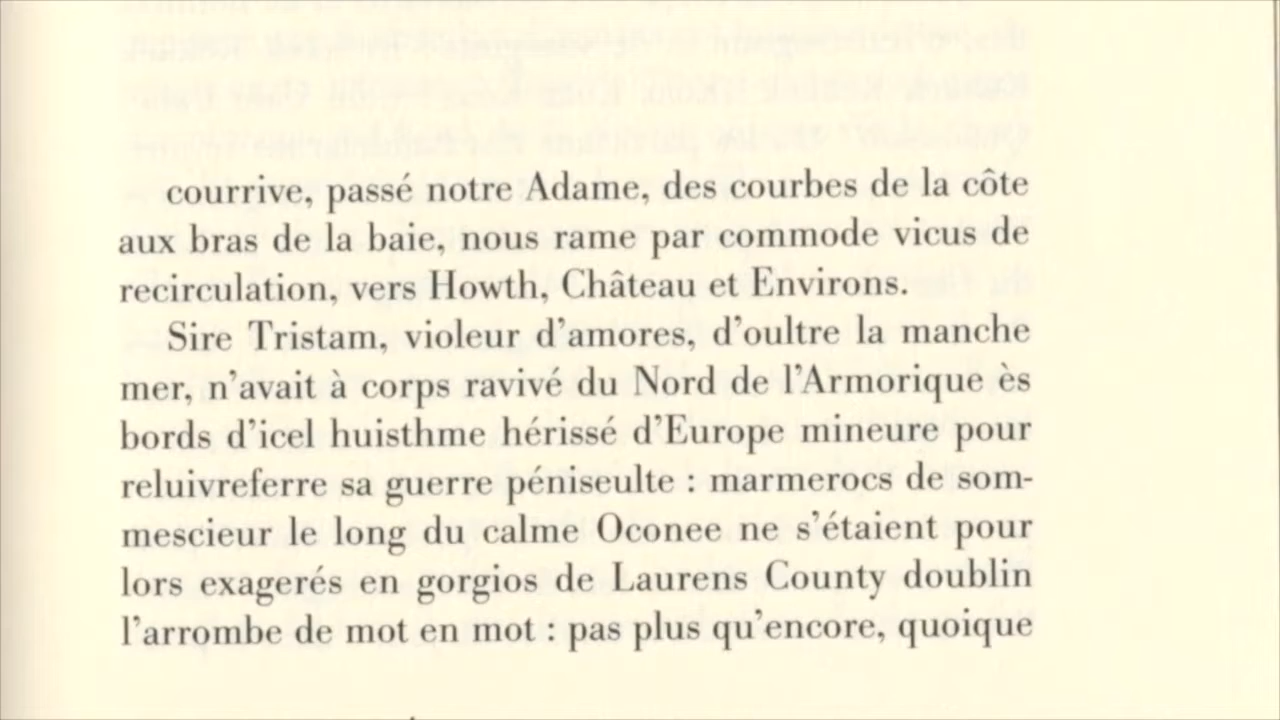 courrive, passé notre Adame, des courbes de la côte
aux bras de la baie, nous rame par commode vicus de
recirculation, vers Howth, Château et Environs.
Sire Tristam, violeur d'amores, d'oultre la manche
mer, n'avait à corps ravivé du Nord de l'Armorique ès
bords d'icel huisthme hérissé d'Europe mineure pour
reluivreferre sa guerre péniseulte : marmerocs de som-
mescieur le long du calme Oconee ne s'étaient pour
lors exagerés en gorgios de Laurens County doublin
l'arrombe de mot en mot : pas plus qu'encore, quoique